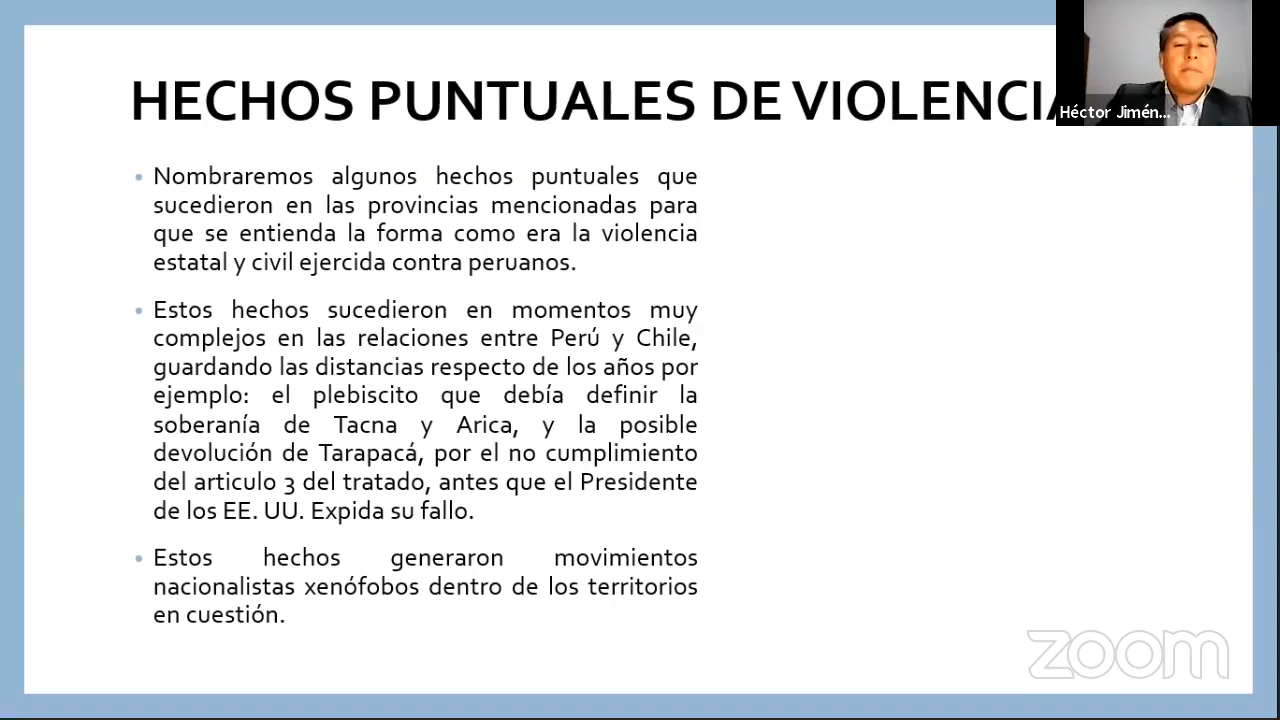 HECHOS PUNTUALES DE VIOLENCIA
Héctor Jimén...
• Nombraremos algunos hechos puntuales que
sucedieron en las provincias mencionadas para
que se entienda la forma como era la violencia
estatal y civil ejercida contra peruanos.
• Estos hechos sucedieron en momentos muy
complejos en las relaciones entre Perú y Chile,
guardando las distancias respecto de los años por
ejemplo: el plebiscito que debía definir la
soberanía de Tacna y Arica, y la posible
devolución de Tarapacá, por el no cumplimiento
del articulo 3 del tratado, antes que el Presidente
de los EE. UU. Expida su fallo.
• Estos hechos generaron movimientos
nacionalistas xenófobos dentro de los territorios
en cuestión.
zoom